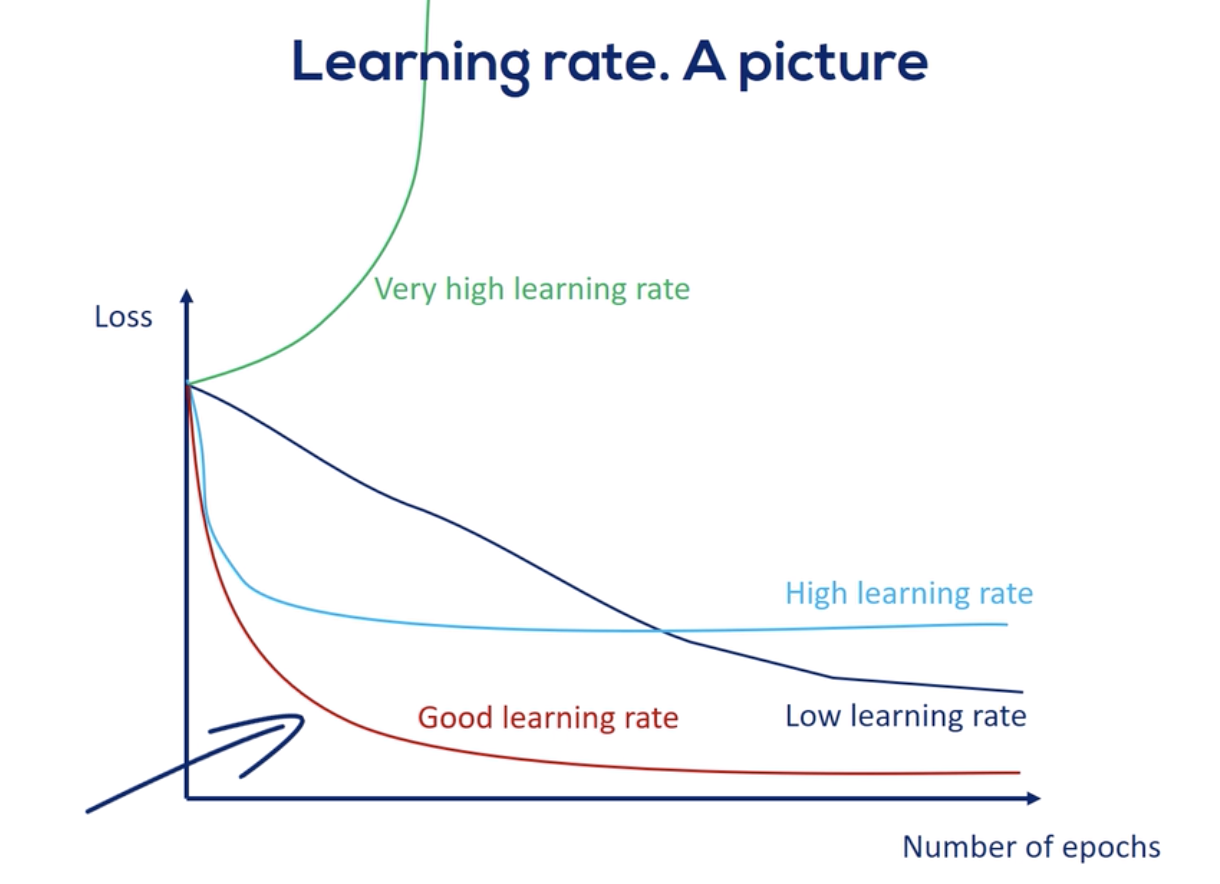 Learning rate. A picture
Very high learning rate
Loss
High learning rate
Good learning rate
Low learning rate
Number of epochs